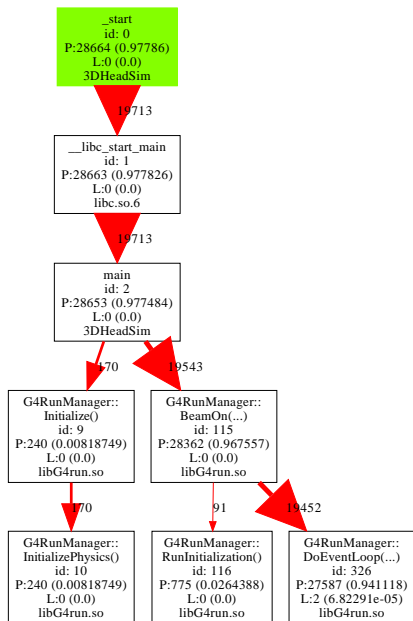 _start
id: 0
P:28664 (0.97786)
L:0 (0.0)
3DHeadSim
19713
__libc_start_main
id: 1
P:28663 (0.977826)
L:0 (0.0)
libc.so.6
19713
main
id: 2
P:28653 (0.977484)
L:0 (0.0)
3DHeadSim
170
19543
G4RunManager::
Initialize()
id: 9
P:240 (0.00818749)
L:0 (0.0)
libG4run.so
G4RunManager::
BeamOn(...)
id: 115
P:28362 (0.967557)
L:0 (0.0)
libG4run.so
170
91
19452
G4RunManager::
InitializePhysics()
id: 10
P:240 (0.00818749)
L:0 (0.0)
libG4run.so
G4RunManager::
RunInitialization()
id: 116
P:775 (0.0264388)
L:0 (0.0)
libG4run.so
G4RunManager::
DoEventLoop(...)
id: 326
P:27587 (0.941118)
L:2 (6.82291e-05)
libG4run.so